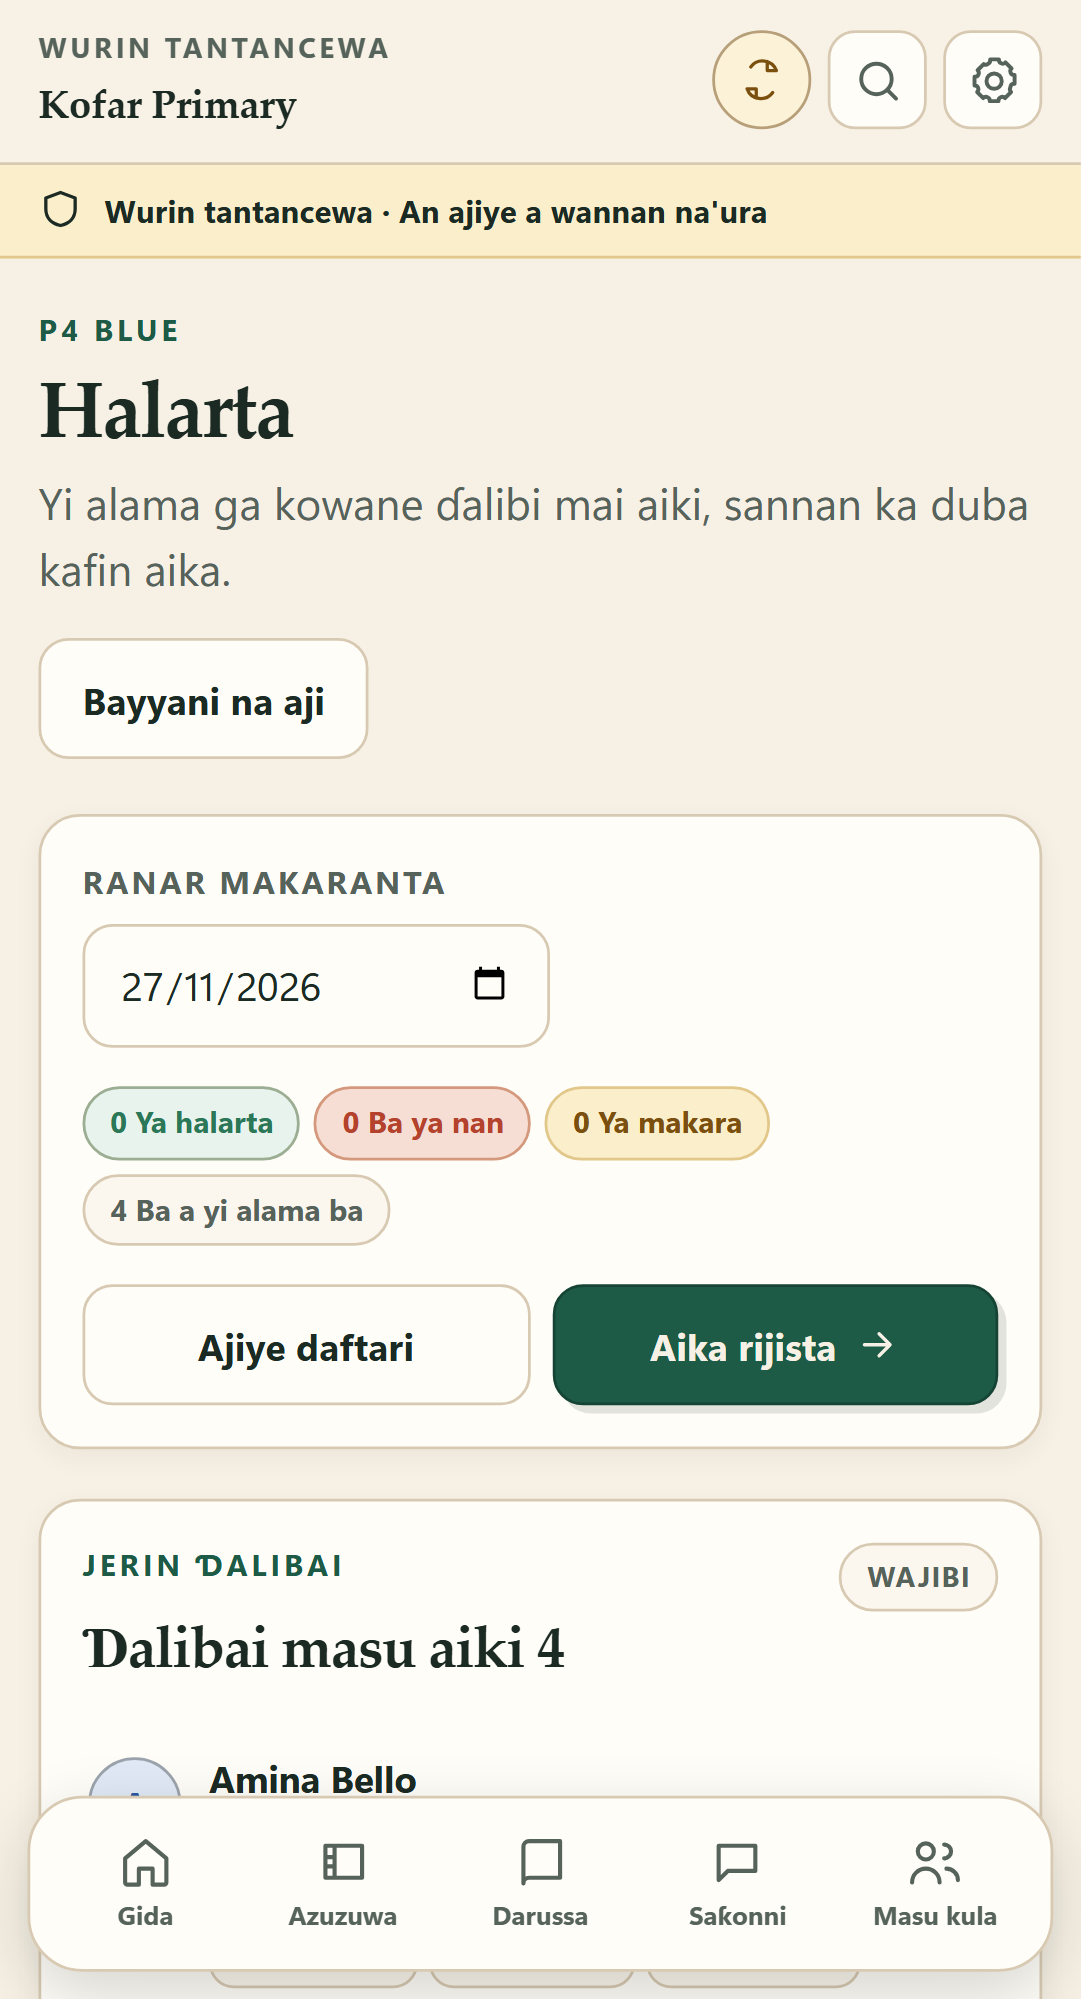 WURIN TANTANCEWA
Kofar Primary
Wurin tantancewa · An ajiye a wannan na'ura
P4 BLUE
Halarta
Yi alama ga kowane ɗalibi mai aiki, sannan ka duba
kafin aika.
Bayyani na aji
RANAR MAKARANTA
27/11/2026
0 Ya halarta
0 Ba ya nan
0 Ya makara
4 Ba a yi alama ba
Ajiye daftari
Aika rijista
JERIN ƊALIBAI
WAJIBI
Ɗalibai masu aiki 4
Amina Bello
Gida
Azuzuwa
Darussa
Saƙonni
Masu kula